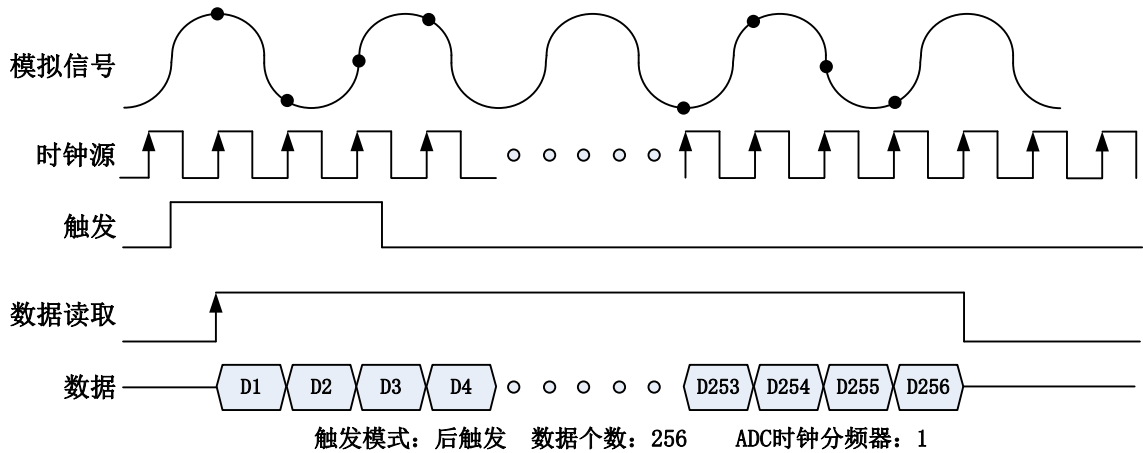 模拟信号
时钟源
触发
数据读取
数据 D1 D2 D3 D4 D253 D254 D255 D256
触发模式：后触发 数据个数：256 ADC时钟分频器：1